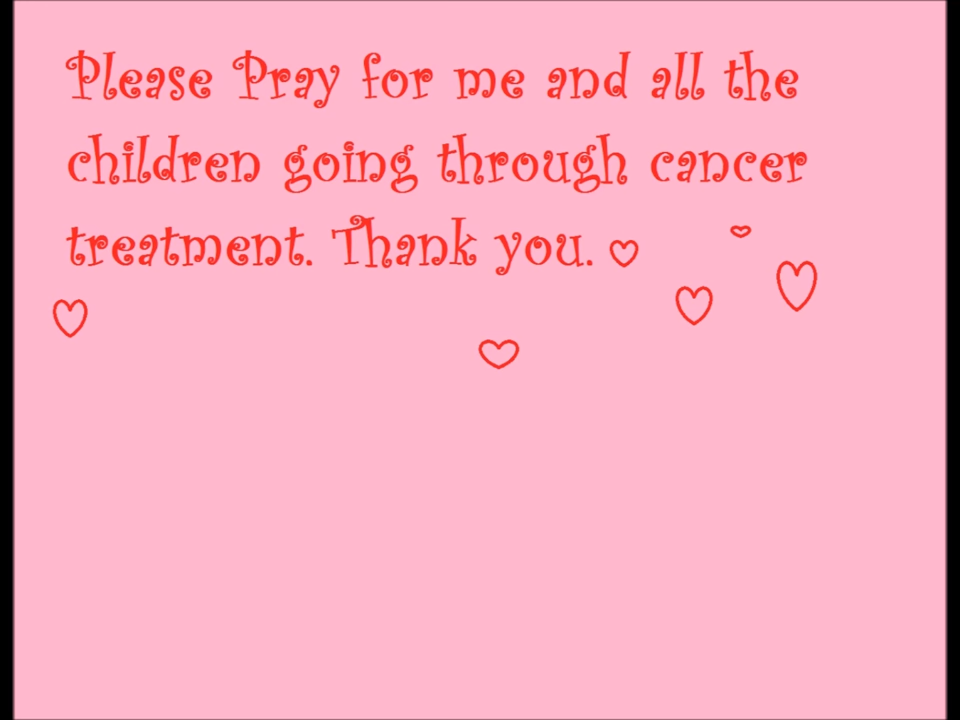 Please Pray for me and all the
children going through cancer
treatment. Thank you.